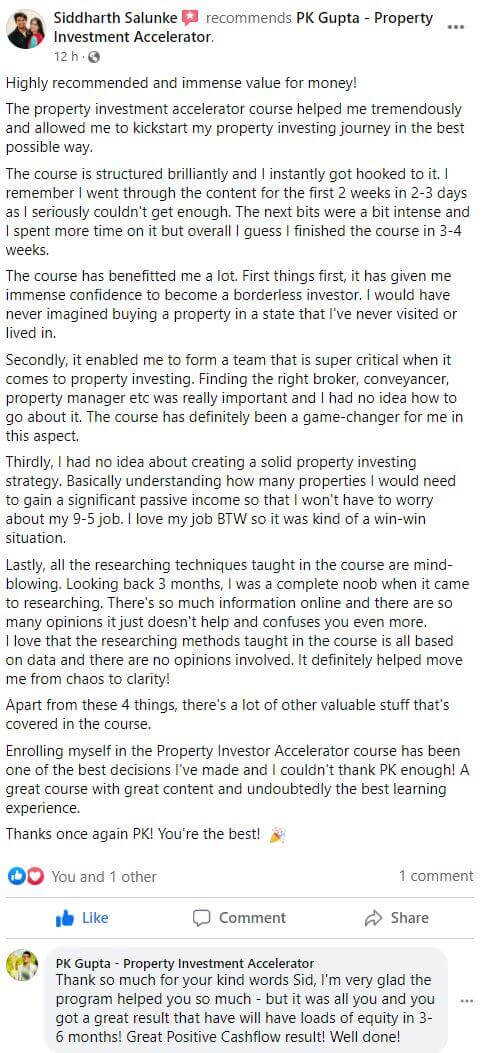 Siddharth Salunke recommends PK Gupta - Property
Investment Accelerator.
12 h ·
Highly recommended and immense value for money!
The property investment accelerator course helped me tremendously
and allowed me to kickstart my property investing journey in the best
possible way.
The course is structured brilliantly and I instantly got hooked to it. I
remember I went through the content for the first 2 weeks in 2-3 days
as I seriously couldn't get enough. The next bits were a bit intense and
I spent more time on it but overall I guess I finished the course in 3-4
weeks.
The course has benefitted me a lot. First things first, it has given me
immense confidence to become a borderless investor. I would have
never imagined buying a property in a state that I've never visited or
lived in.
Secondly, it enabled me to form a team that is super critical when it
comes to property investing. Finding the right broker, conveyancer,
property manager etc was really important and I had no idea how to
go about it. The course has definitely been a game-changer for me in
this aspect.
Thirdly, I had no idea about creating a solid property investing
strategy. Basically understanding how many properties I would need
to gain a significant passive income so that I won't have to worry
about my 9-5 job. I love my job BTW so it was kind of a win-win
situation.
Lastly, all the researching techniques taught in the course are mind-
blowing. Looking back 3 months, I was a complete noob when it came
to researching. There's so much information online and there are so
many opinions it just doesn't help and confuses you even more.
I love that the researching methods taught in the course is all based
on data and there are no opinions involved. It definitely helped move
me from chaos to clarity!
Apart from these 4 things, there's a lot of other valuable stuff that's
covered in the course.
Enrolling myself in the Property Investor Accelerator course has been
one of the best decisions I've made and I couldn't thank PK enough! A
great course with great content and undoubtedly the best learning
experience.
Thanks once again PK! You're the best! 🎉
You and 1 other 1 comment
Like Comment Share
PK Gupta - Property Investment Accelerator
Thank so much for your kind words Sid, I'm very glad the
program helped you so much - but it was all you and you
got a great result that have will have loads of equity in 3-
6 months! Great Positive Cashflow result! Well done!